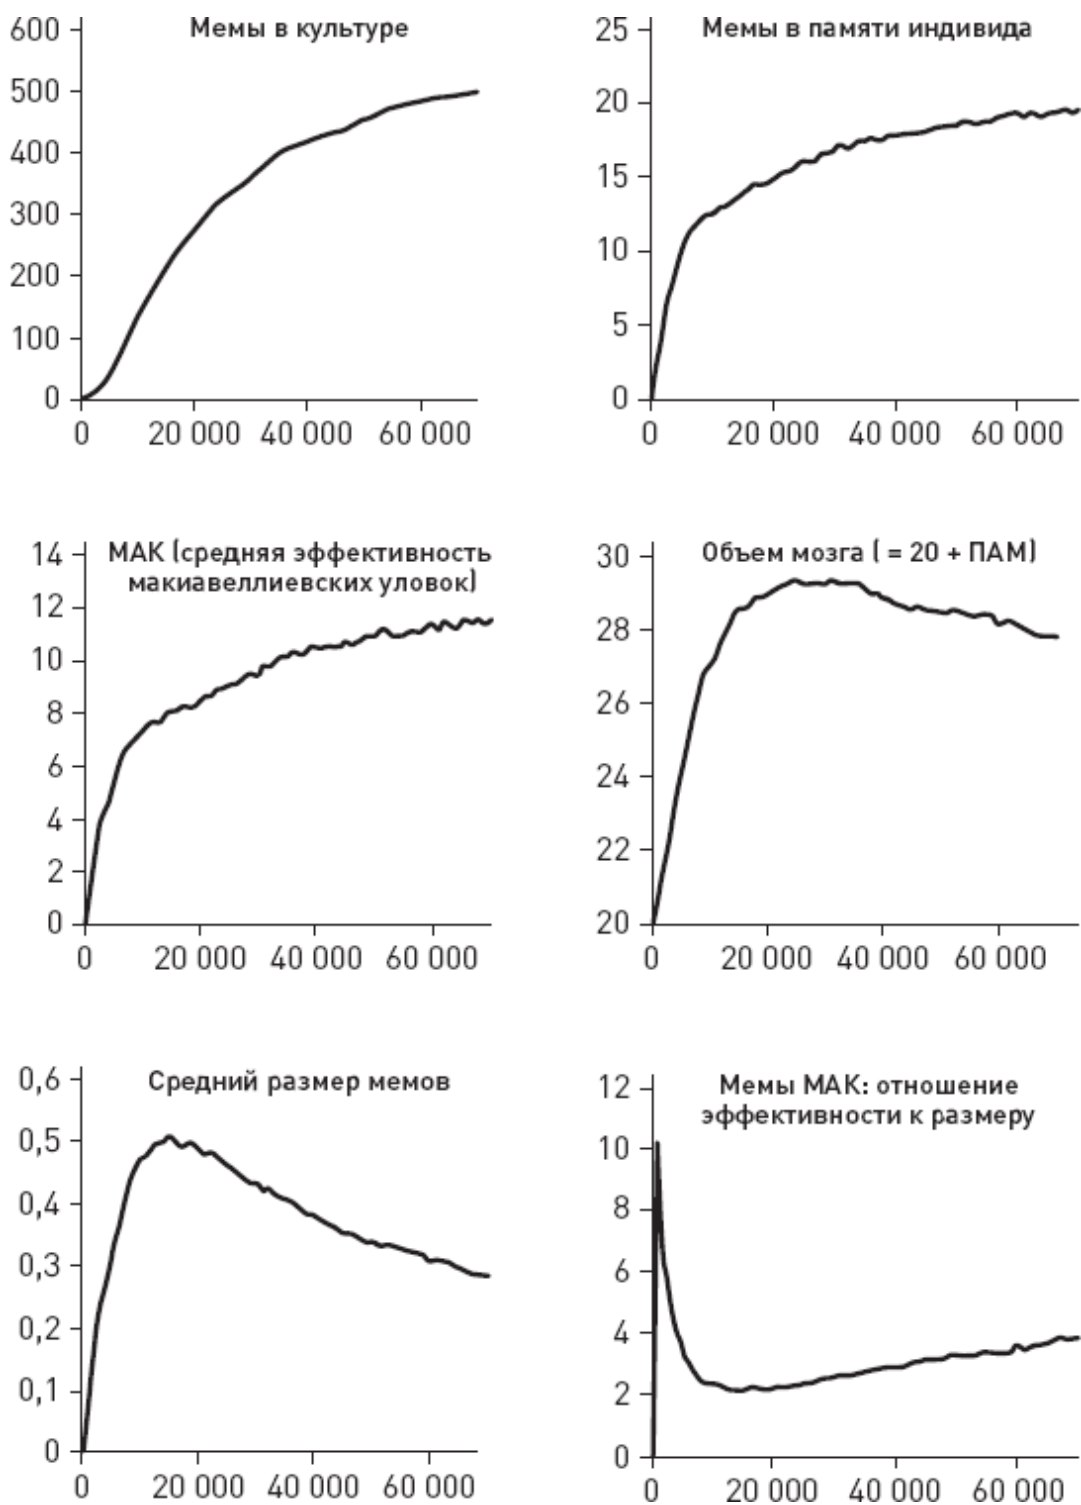 Мемы в культуре
600
500
400
300
200
100
0
0 20 000 40 000 60 000
Мемы в памяти индивида
25
20
15
10
5
0
0 20 000 40 000 60 000
МАК (средняя эффективность
макиавеллиевских уловок)
14
12
10
8
6
4
2
0
0 20 000 40 000 60 000
Объем мозга ( = 20 + ПАМ)
30
28
26
24
22
20
0 20 000 40 000 60 000
Средний размер мемов
0,6
0,5
0,4
0,3
0,2
0,1
0
0 20 000 40 000 60 000
Мемы МАК: отношение
эффективности к размеру
12
10
8
6
4
2
0
0 20 000 40 000 60 000